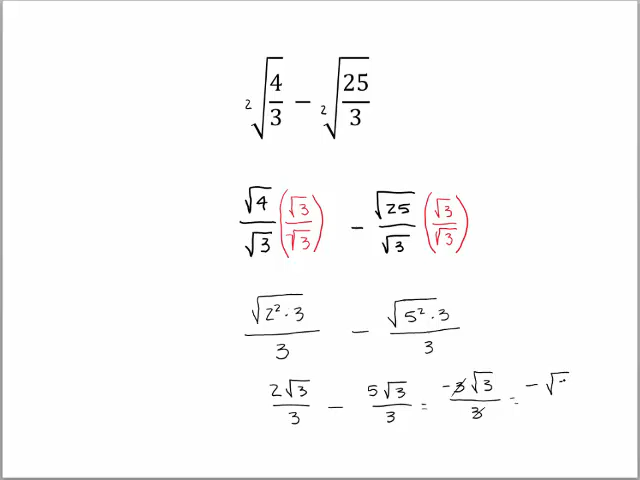 ²√(4/3) − ²√(25/3)
√4/√3 (√3/√3) − √25/√3 (√3/√3)
√(2²·3)/3 − √(5²·3)/3
2√3/3 − 5√3/3 = -3√3/3 = -√